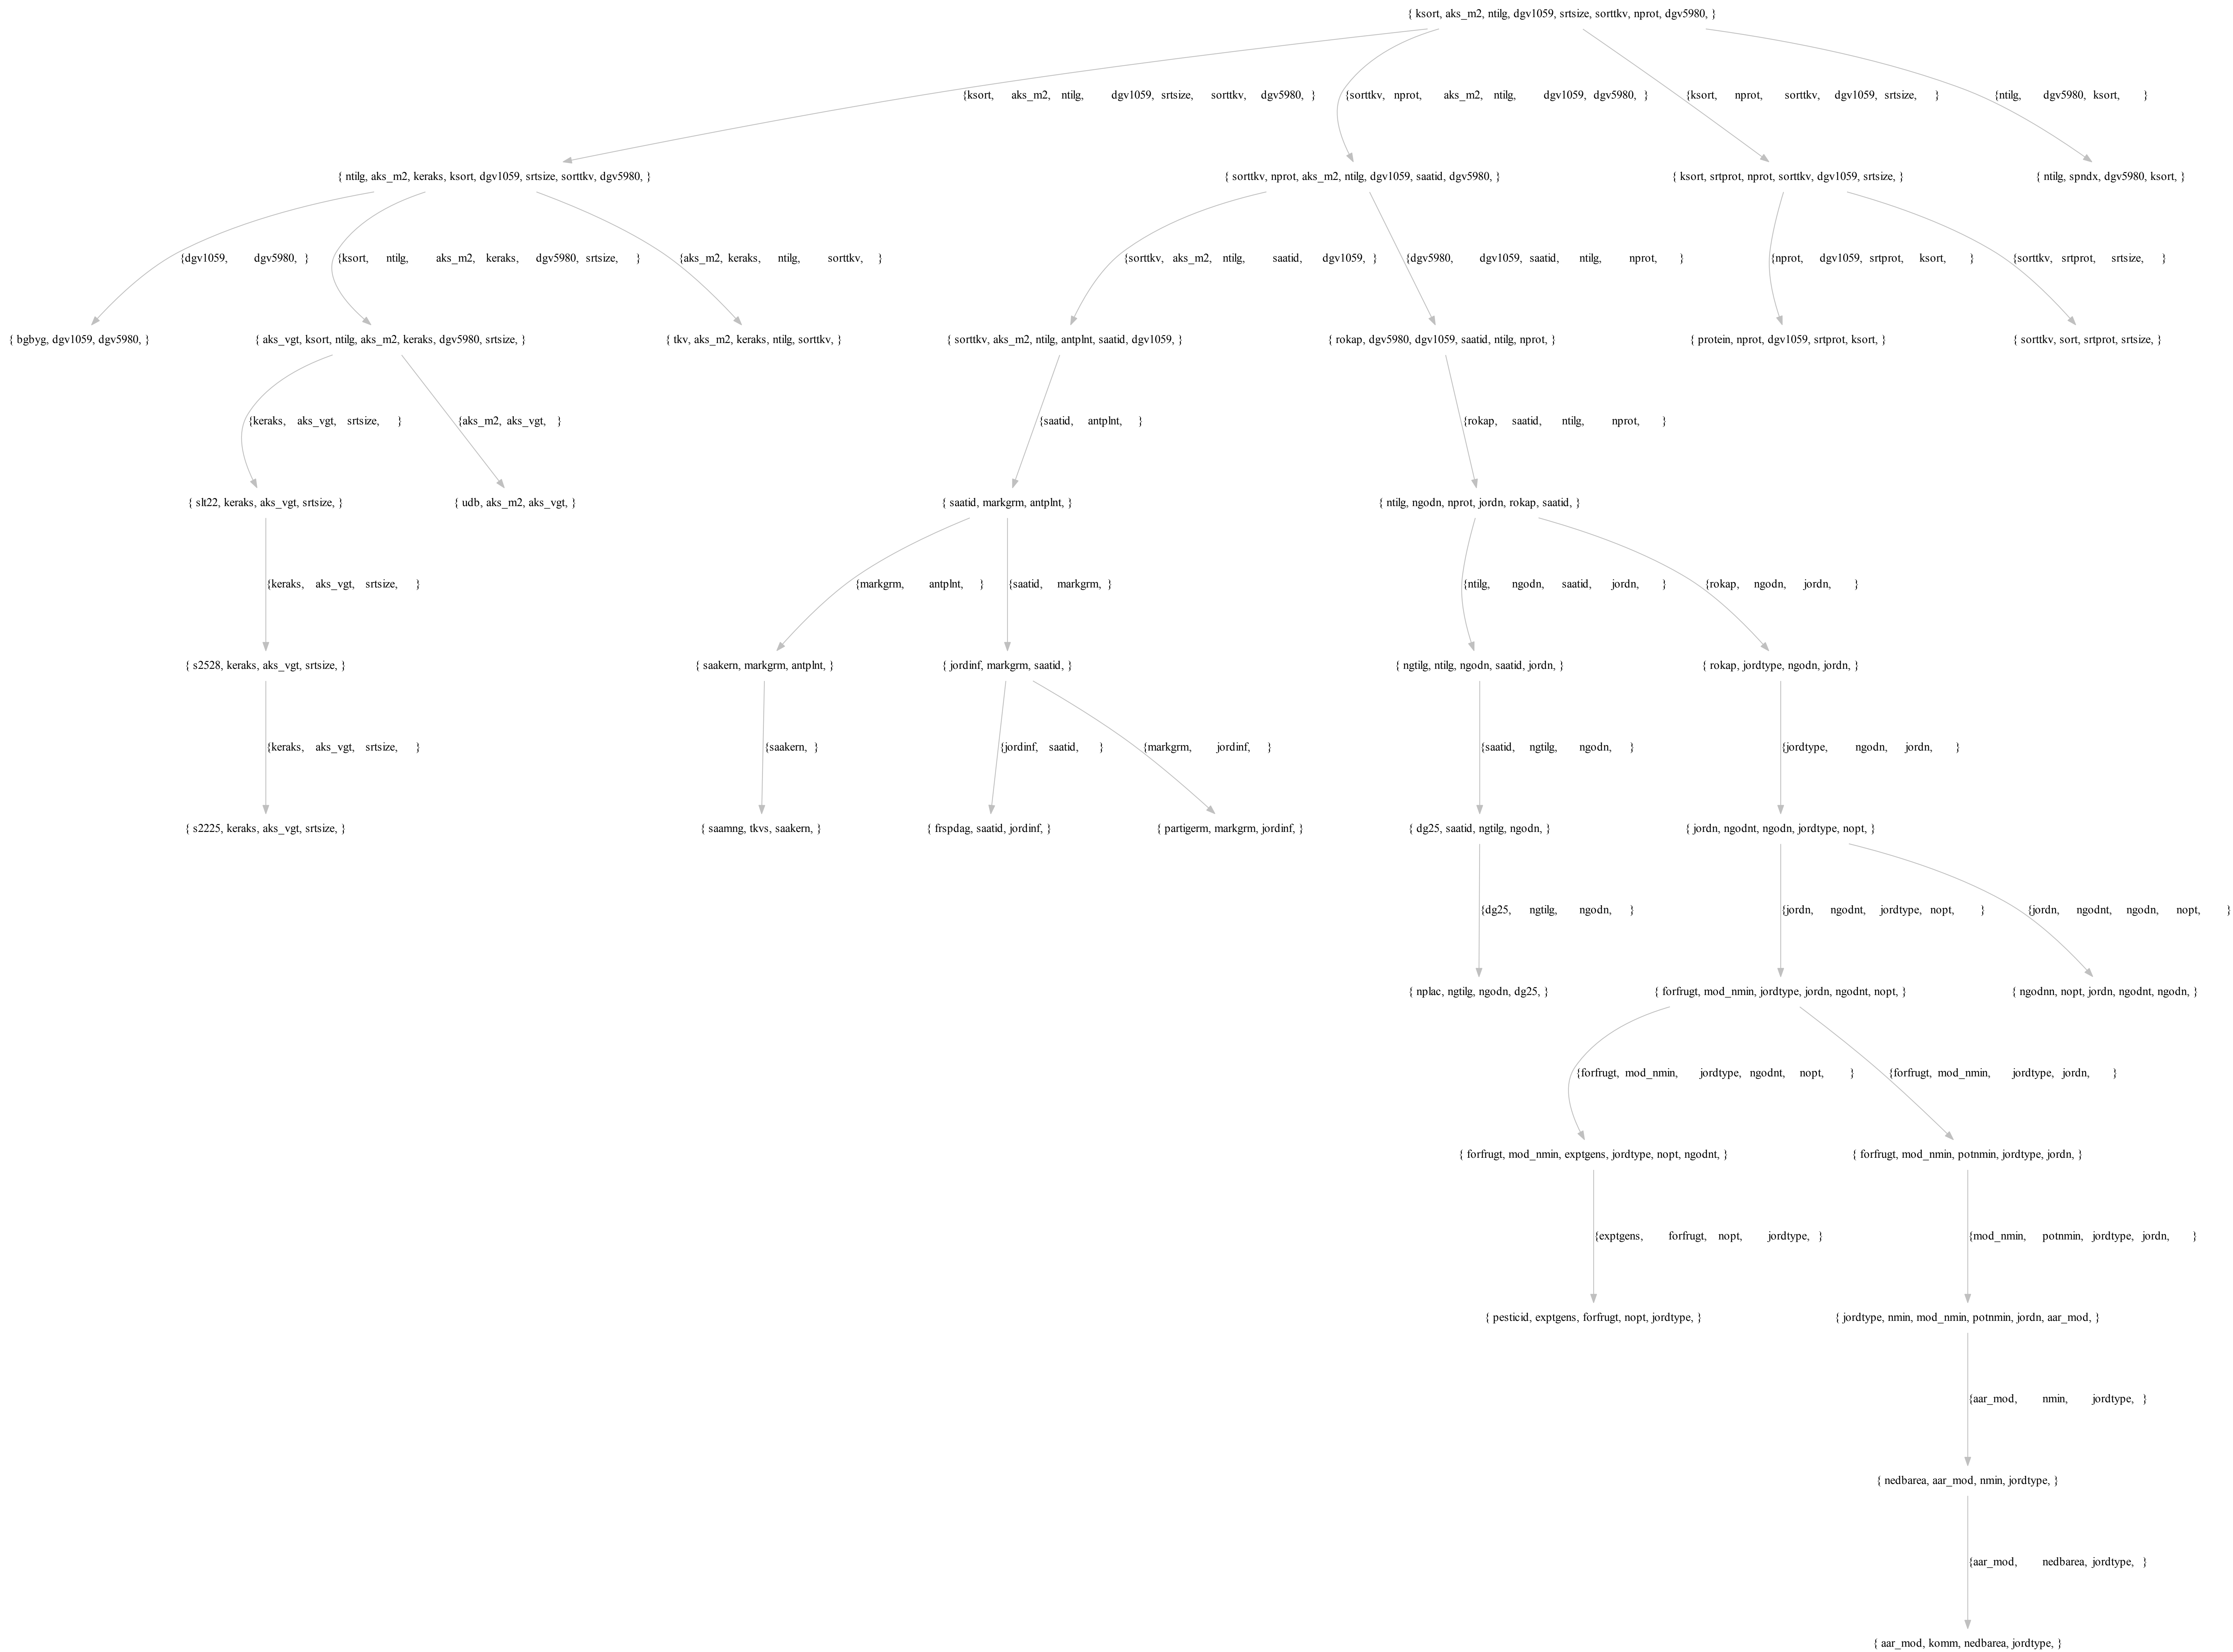 { ksort, aks_m2, ntilg, dgv1059, srtsize, sorttkv, nprot, dgv5980, }
{ksort, aks_m2, ntilg, dgv1059, srtsize, sorttkv, dgv5980, }
{sorttkv, nprot, aks_m2, ntilg, dgv1059, dgv5980, }
{ksort, nprot, sorttkv, dgv1059, srtsize, }
{ntilg, dgv5980, ksort, }
{ ntilg, aks_m2, keraks, ksort, dgv1059, srtsize, sorttkv, dgv5980, }
{ sorttkv, nprot, aks_m2, ntilg, dgv1059, saatid, dgv5980, }
{ ksort, srtprot, nprot, sorttkv, dgv1059, srtsize, }
{ ntilg, spndx, dgv5980, ksort, }
{dgv1059, dgv5980, }
{ksort, ntilg, aks_m2, keraks, dgv5980, srtsize, }
{aks_m2, keraks, ntilg, sorttkv, }
{sorttkv, aks_m2, ntilg, saatid, dgv1059, }
{dgv5980, dgv1059, saatid, ntilg, nprot, }
{nprot, dgv1059, srtprot, ksort, }
{sorttkv, srtprot, srtsize, }
{ bgbyg, dgv1059, dgv5980, }
{ aks_vgt, ksort, ntilg, aks_m2, keraks, dgv5980, srtsize, }
{ tkv, aks_m2, keraks, ntilg, sorttkv, }
{ sorttkv, aks_m2, ntilg, antplnt, saatid, dgv1059, }
{ rokap, dgv5980, dgv1059, saatid, ntilg, nprot, }
{ protein, nprot, dgv1059, srtprot, ksort, }
{ sorttkv, sort, srtprot, srtsize, }
{keraks, aks_vgt, srtsize, }
{aks_m2, aks_vgt, }
{saatid, antplnt, }
{rokap, saatid, ntilg, nprot, }
{ slt22, keraks, aks_vgt, srtsize, }
{ udb, aks_m2, aks_vgt, }
{ saatid, markgrm, antplnt, }
{ ntilg, ngodn, nprot, jordn, rokap, saatid, }
{keraks, aks_vgt, srtsize, }
{markgrm, antplnt, }
{saatid, markgrm, }
{ntilg, ngodn, saatid, jordn, }
{rokap, ngodn, jordn, }
{ s2528, keraks, aks_vgt, srtsize, }
{ saakern, markgrm, antplnt, }
{ jordinf, markgrm, saatid, }
{ ngtilg, ntilg, ngodn, saatid, jordn, }
{ rokap, jordtype, ngodn, jordn, }
{keraks, aks_vgt, srtsize, }
{saakern, }
{jordinf, saatid, }
{markgrm, jordinf, }
{saatid, ngtilg, ngodn, }
{jordtype, ngodn, jordn, }
{ s2225, keraks, aks_vgt, srtsize, }
{ saamng, tkvs, saakern, }
{ frspdag, saatid, jordinf, }
{ partigerm, markgrm, jordinf, }
{ dg25, saatid, ngtilg, ngodn, }
{ jordn, ngodnt, ngodn, jordtype, nopt, }
{dg25, ngtilg, ngodn, }
{jordn, ngodnt, jordtype, nopt, }
{jordn, ngodnt, ngodn, nopt, }
{ nplac, ngtilg, ngodn, dg25, }
{ forfrugt, mod_nmin, jordtype, jordn, ngodnt, nopt, }
{ ngodnn, nopt, jordn, ngodnt, ngodn, }
{forfrugt, mod_nmin, jordtype, ngodnt, nopt, }
{forfrugt, mod_nmin, jordtype, jordn, }
{ forfrugt, mod_nmin, exptgens, jordtype, nopt, ngodnt, }
{ forfrugt, mod_nmin, potnmin, jordtype, jordn, }
{exptgens, forfrugt, nopt, jordtype, }
{mod_nmin, potnmin, jordtype, jordn, }
{ pesticid, exptgens, forfrugt, nopt, jordtype, }
{ jordtype, nmin, mod_nmin, potnmin, jordn, aar_mod, }
{aar_mod, nmin, jordtype, }
{ nedbarea, aar_mod, nmin, jordtype, }
{aar_mod, nedbarea, jordtype, }
{ aar_mod, komm, nedbarea, jordtype, }